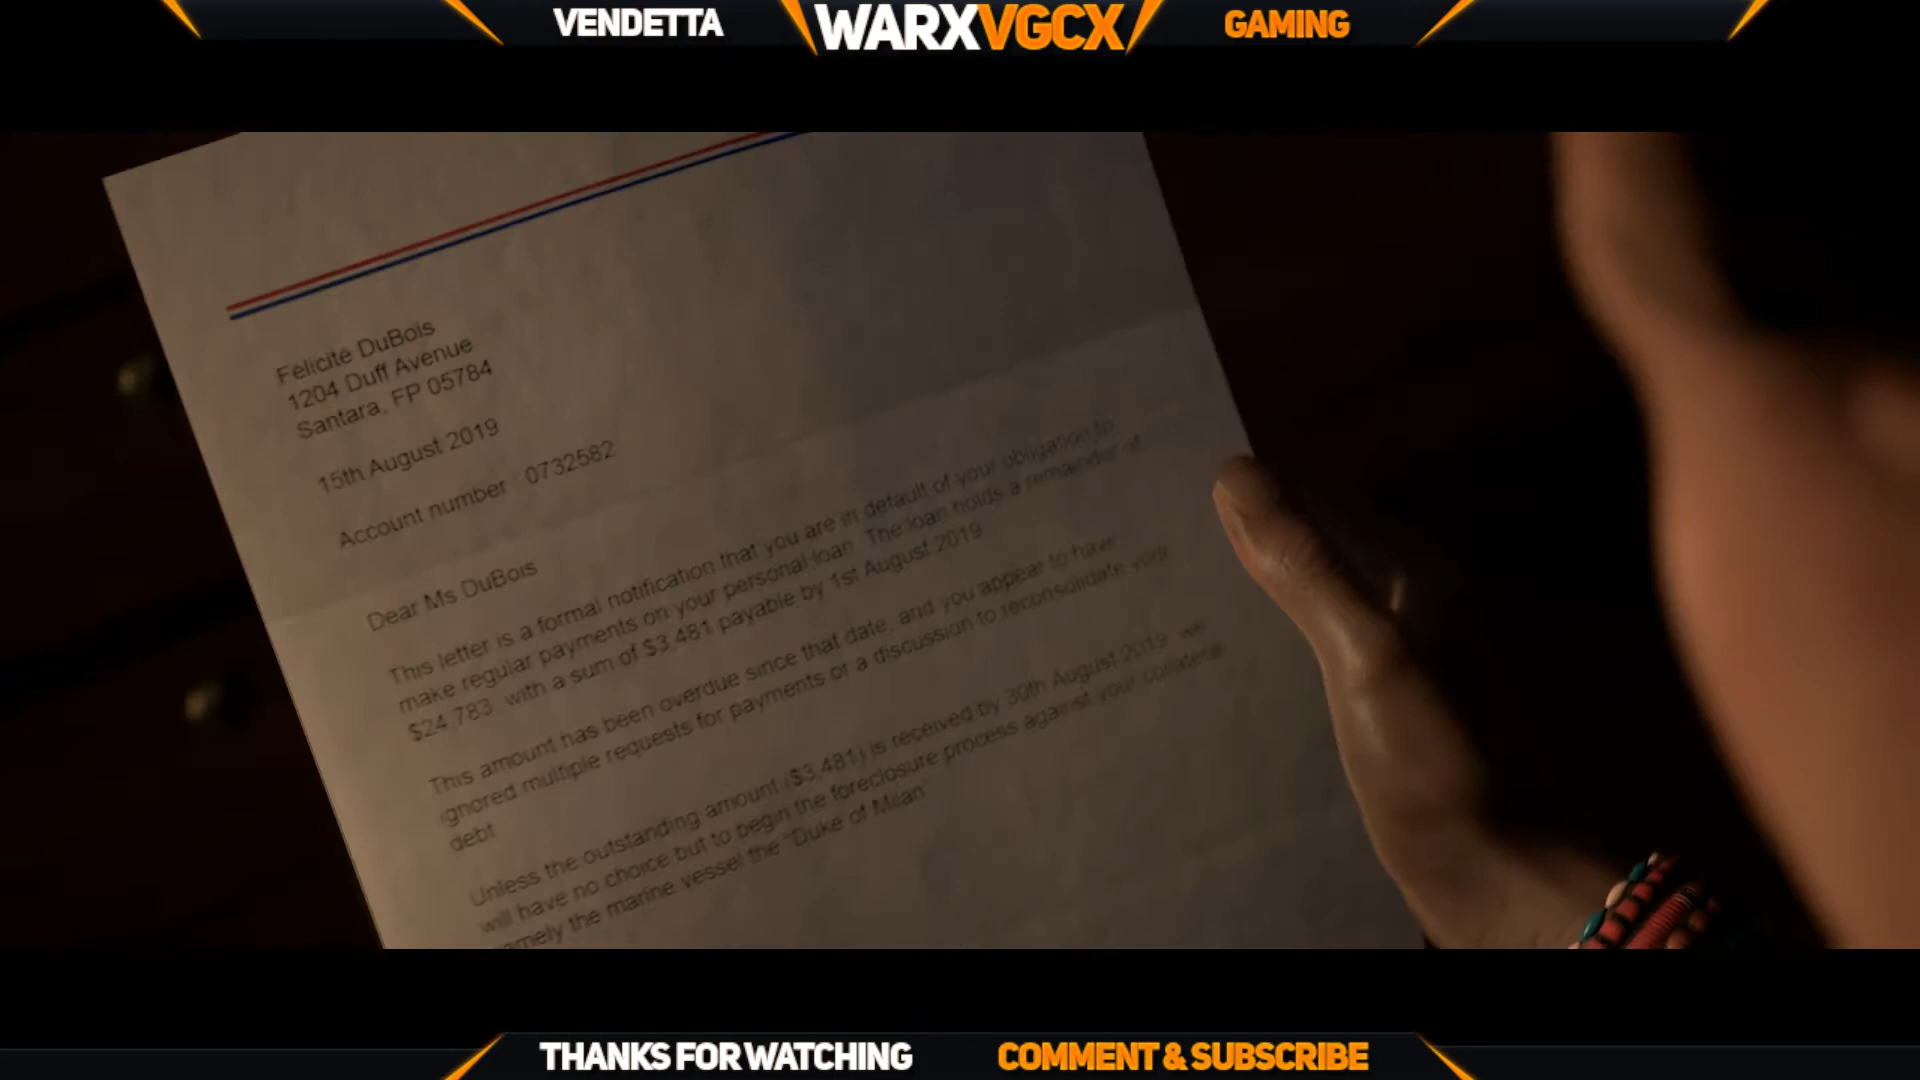 VENDETTA WARXVGCX GAMING
Félicité DuBois
1204 Duff Avenue
Santara, FP 05784
15th August 2019
Account number : 0732582
Dear Ms DuBois
This letter is a formal notification that you are in default of your obligation to
make regular payments on your personal loan. The loan holds a remainder of
$24,783 with a sum of $3,481 payable by 1st August 2019
This amount has been overdue since that date, and you appear to have
ignored multiple requests for payments or a discussion to reconsolidate your
debt
Unless the outstanding amount ($3,481) is received by 30th August 2019, we
will have no choice but to begin the foreclosure process against your collateral
namely the marine vessel the "Duke of Milan"
THANKS FOR WATCHING COMMENT & SUBSCRIBE